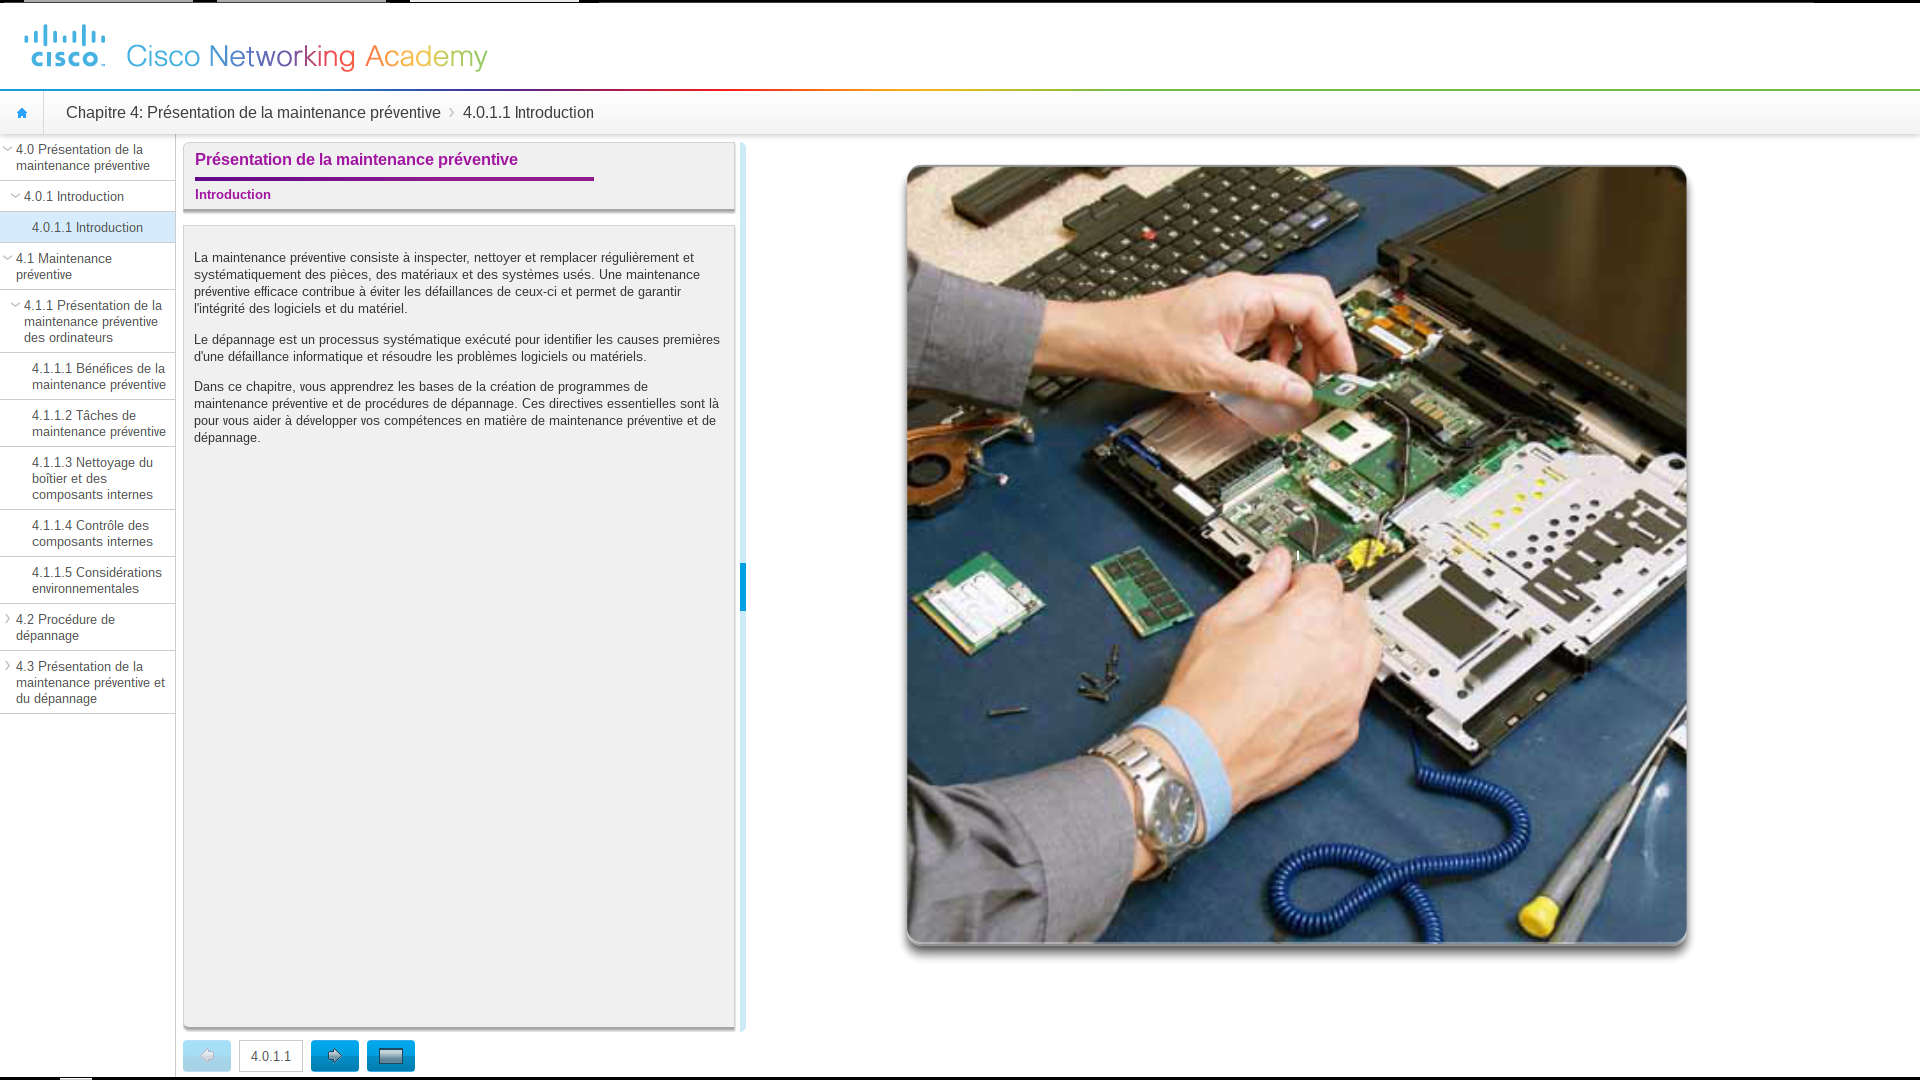 CISCO
Cisco Networking Academy
Chapitre 4: Présentation de la maintenance préventive
4.0.1.1 Introduction
4.0 Présentation de la
maintenance préventive
4.0.1 Introduction
4.0.1.1 Introduction
4.1 Maintenance
préventive
4.1.1 Présentation de la
maintenance préventive
des ordinateurs
4.1.1.1 Bénéfices de la
maintenance préventive
4.1.1.2 Tâches de
maintenance préventive
4.1.1.3 Nettoyage du
boîtier et des
composants internes
4.1.1.4 Contrôle des
composants internes
4.1.1.5 Considérations
environnementales
4.2 Procédure de
dépannage
4.3 Présentation de la
maintenance préventive et
du dépannage
Présentation de la maintenance préventive
Introduction
La maintenance préventive consiste à inspecter, nettoyer et remplacer régulièrement et
systématiquement des pièces, des matériaux et des systèmes usés. Une maintenance
préventive efficace contribue à éviter les défaillances de ceux-ci et permet de garantir
l'intégrité des logiciels et du matériel.
Le dépannage est un processus systématique exécuté pour identifier les causes premières
d'une défaillance informatique et résoudre les problèmes logiciels ou matériels.
Dans ce chapitre, vous apprendrez les bases de la création de programmes de
maintenance préventive et de procédures de dépannage. Ces directives essentielles sont là
pour vous aider à développer vos compétences en matière de maintenance préventive et de
dépannage.
4.0.1.1